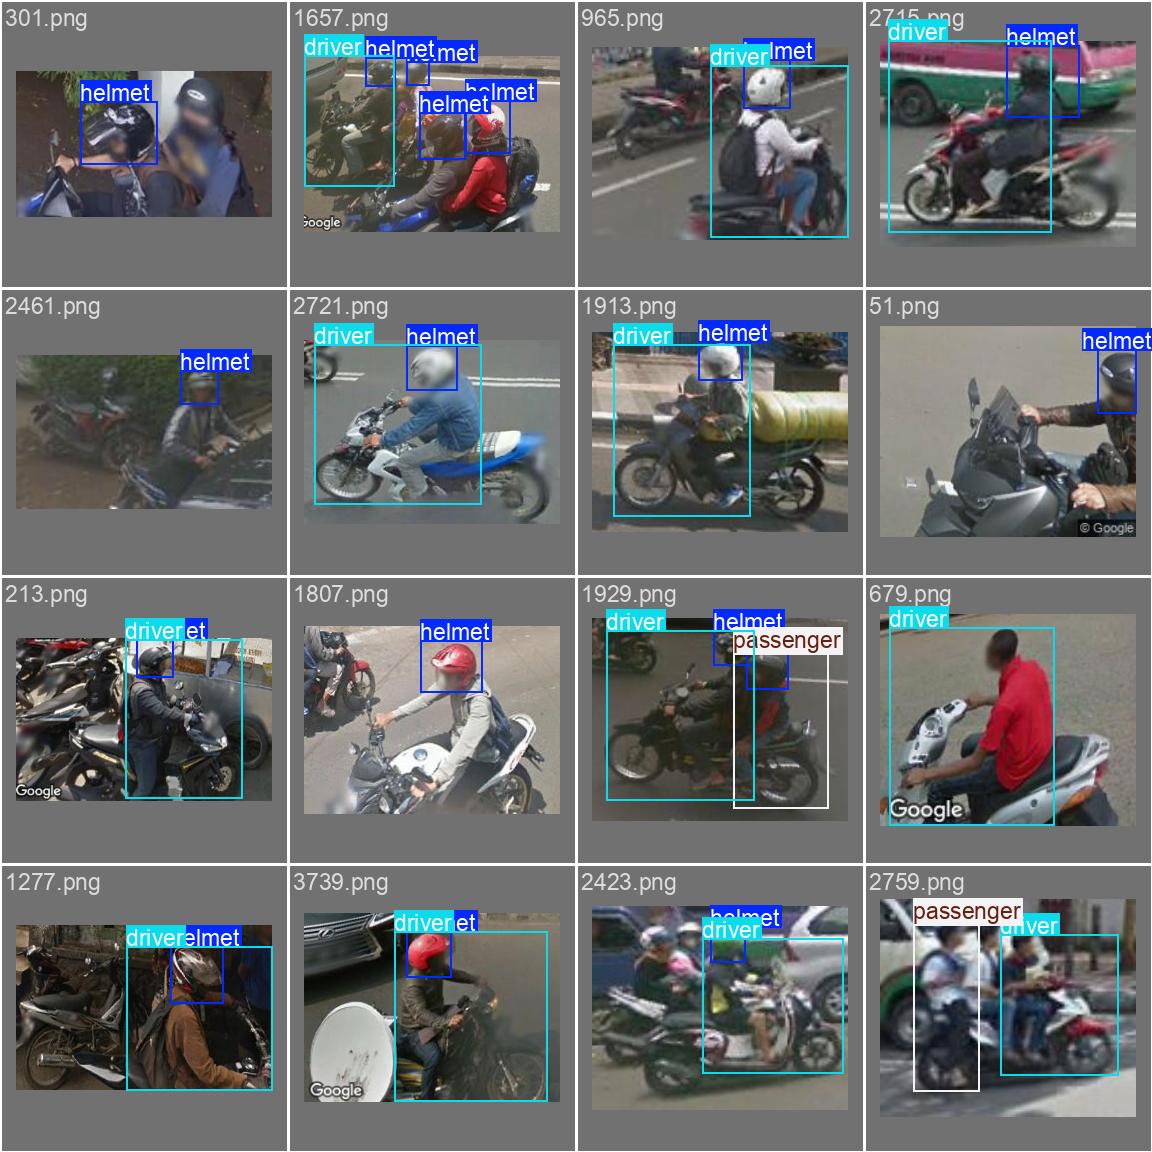 301.png
1657.png
965.png
2715.png
driver
helmet
helmet
helmet
helmet
helmet
driver
helmet
driver
helmet
Google
2461.png
2721.png
1913.png
51.png
helmet
driver
helmet
driver
helmet
helmet
© Google
213.png
1807.png
1929.png
679.png
driver
et
helmet
driver
helmet
passenger
driver
Google
Google
1277.png
3739.png
2423.png
2759.png
driver
elmet
driver
et
helmet
driver
passenger
driver
Google